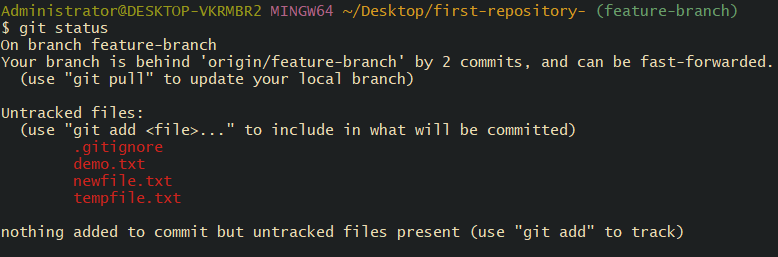 Administrator@DESKTOP-VKRMBR2 MINGW64 ~/Desktop/first-repository- (feature-branch)
$ git status
On branch feature-branch
Your branch is behind 'origin/feature-branch' by 2 commits, and can be fast-forwarded.
  (use "git pull" to update your local branch)

Untracked files:
  (use "git add <file>..." to include in what will be committed)
        .gitignore
        demo.txt
        newfile.txt
        tempfile.txt

nothing added to commit but untracked files present (use "git add" to track)